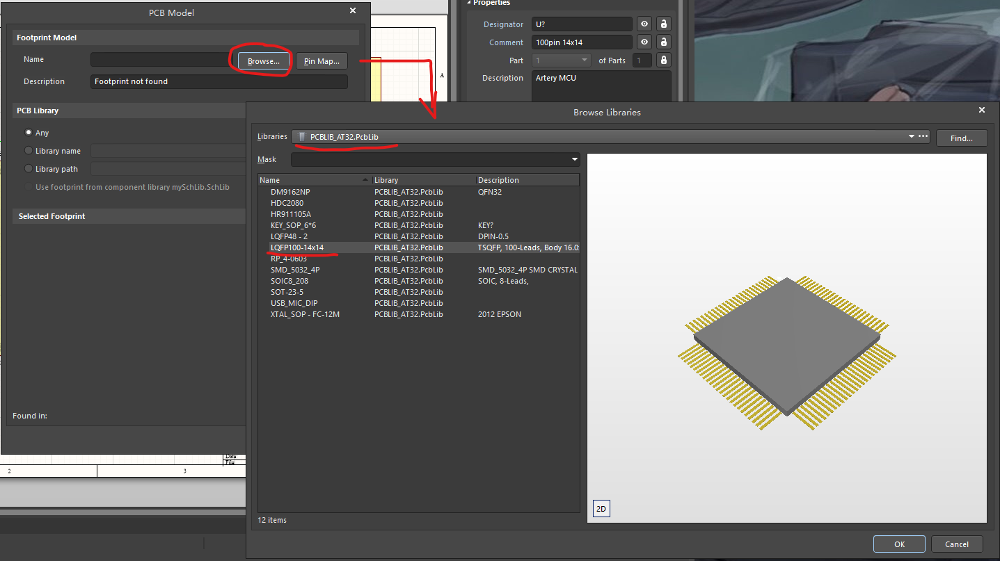 PCB Model
Footprint Model
Name
Browse...
Pin Map...
Description
Footprint not found
PCB Library
Any
Library name
Library path
Use footprint from component library mySchLib.SchLib
Selected Footprint
Found in:
Date:
File:
2
3
A
Properties
Designator U?
Comment 100pin 14x14
Part 1 of Parts 1
Description Artery MCU
Browse Libraries
Libraries PCBLIB_AT32.PcbLib
Find...
Mask
Name Library Description
DM9162NP PCBLIB_AT32.PcbLib QFN32
HDC2080 PCBLIB_AT32.PcbLib
HR911105A PCBLIB_AT32.PcbLib
KEY_SOP_6*6 PCBLIB_AT32.PcbLib KEY?
LQFP48 - 2 PCBLIB_AT32.PcbLib DPIN-0.5
LQFP100-14x14 PCBLIB_AT32.PcbLib TSQFP, 100-Leads, Body 16.0
RP_4-0603 PCBLIB_AT32.PcbLib
SMD_5032_4P PCBLIB_AT32.PcbLib SMD_5032_4P SMD CRYSTAL
SOIC8_208 PCBLIB_AT32.PcbLib SOIC, 8-Leads,
SOT-23-5 PCBLIB_AT32.PcbLib
USB_MIC_DIP PCBLIB_AT32.PcbLib
XTAL_SOP - FC-12M PCBLIB_AT32.PcbLib 2012 EPSON
12 items
2D
OK
Cancel